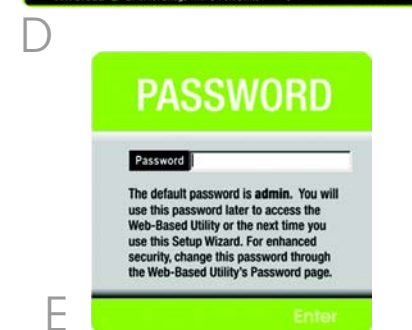 D
PASSWORD
Password
The default password is admin. You will
use this password later to access the
Web-Based Utility or the next time you
use this Setup Wizard. For enhanced
security, change this password through
the Web-Based Utility's Password page.
E
Enter